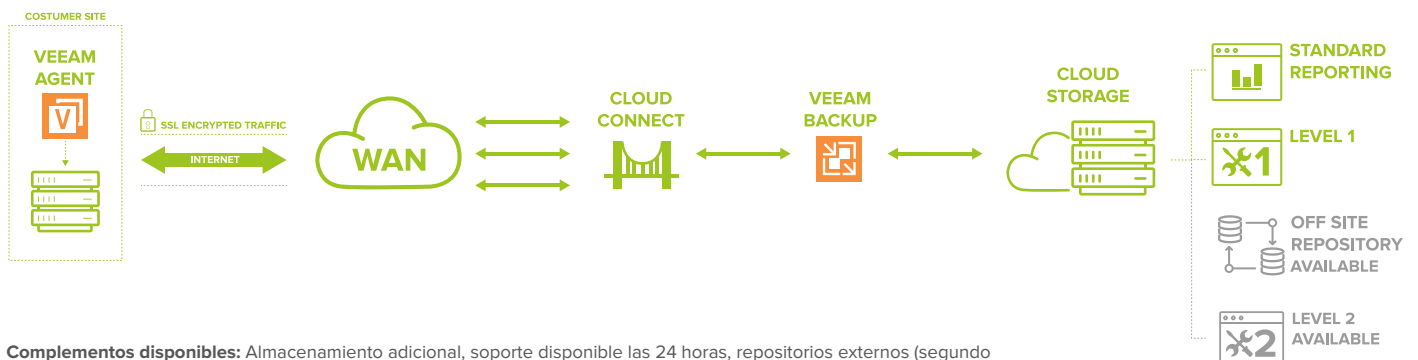 COSTUMER SITE
VEEAM
AGENT
V
SSL ENCRYPTED TRAFFIC
INTERNET
WAN
CLOUD
CONNECT
VEEAM
BACKUP
CLOUD
STORAGE
STANDARD
REPORTING
1
LEVEL 1
OFF SITE
REPOSITORY
AVAILABLE
2
LEVEL 2
AVAILABLE
Complementos disponibles: Almacenamiento adicional, soporte disponible las 24 horas, repositorios externos (segundo